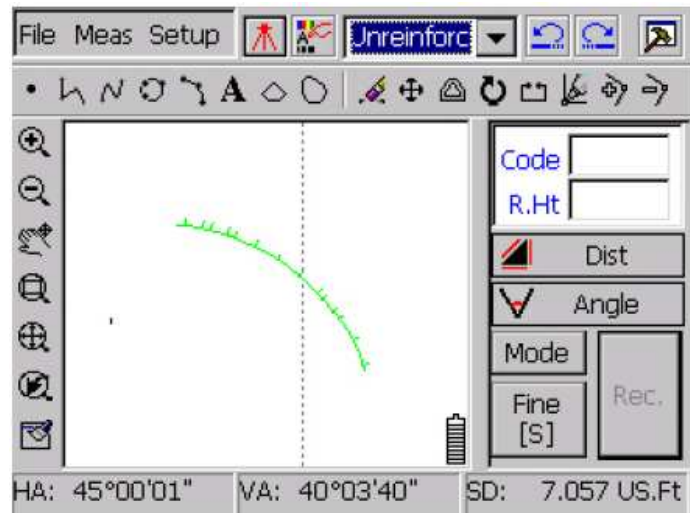 File Meas Setup Unreinforc
A
Code
R.Ht
Dist
Angle
Mode
Fine
[S]
Rec.
HA: 45°00'01" VA: 40°03'40" SD: 7.057 US.Ft